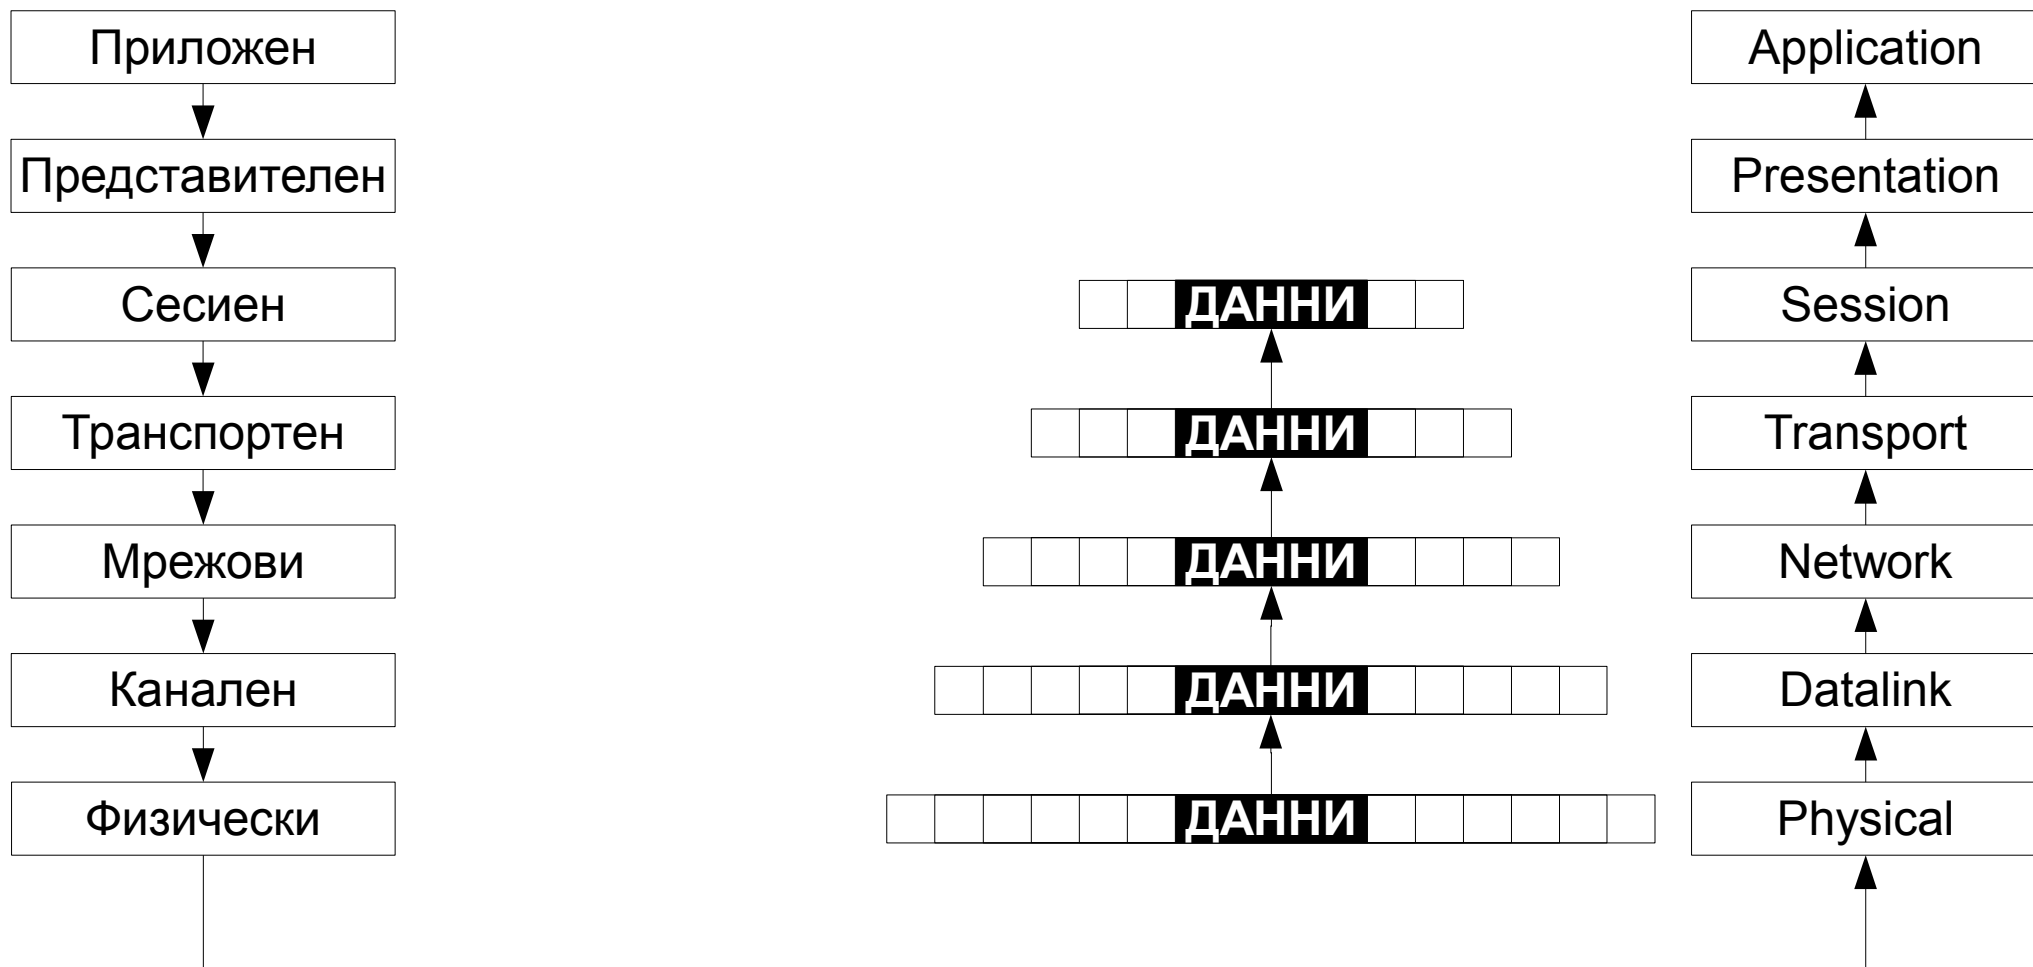 Приложен
Представителен
Сесиен
Транспортен
Мрежови
Канален
Физически
ДАННИ
ДАННИ
ДАННИ
ДАННИ
ДАННИ
Application
Presentation
Session
Transport
Network
Datalink
Physical